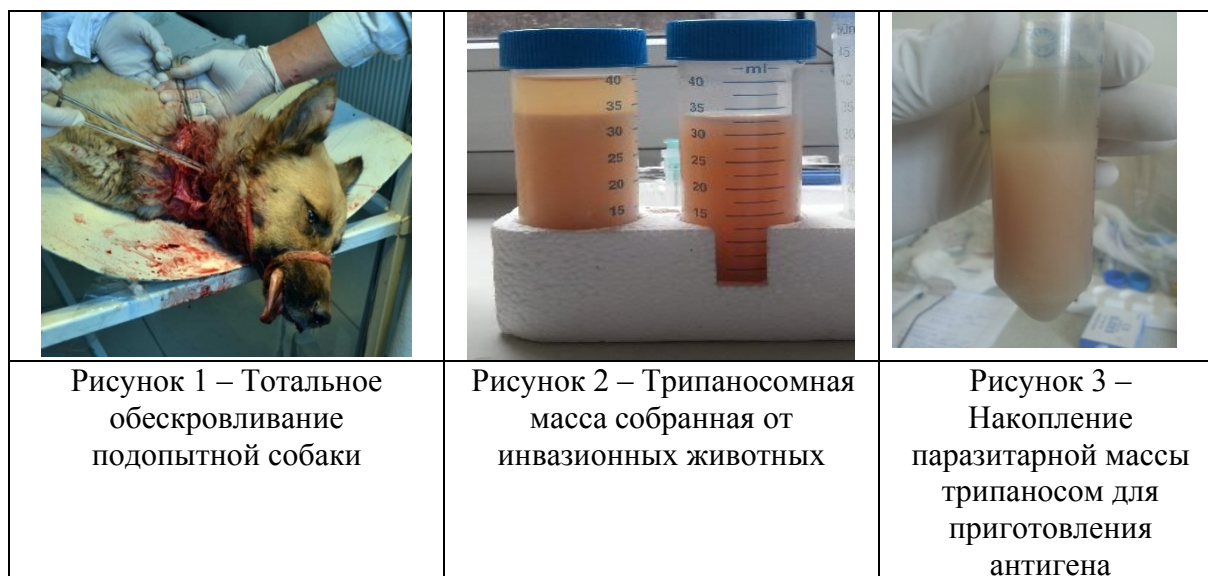 40
35
30
25
20
15
ml
40
35
30
25
20
15
Рисунок 1 – Тотальное
обескровливание
подопытной собаки
Рисунок 2 – Трипаносомная
масса собранная от
инвазионных животных
Рисунок 3 –
Накопление
паразитарной массы
трипаносом для
приготовления
антигена